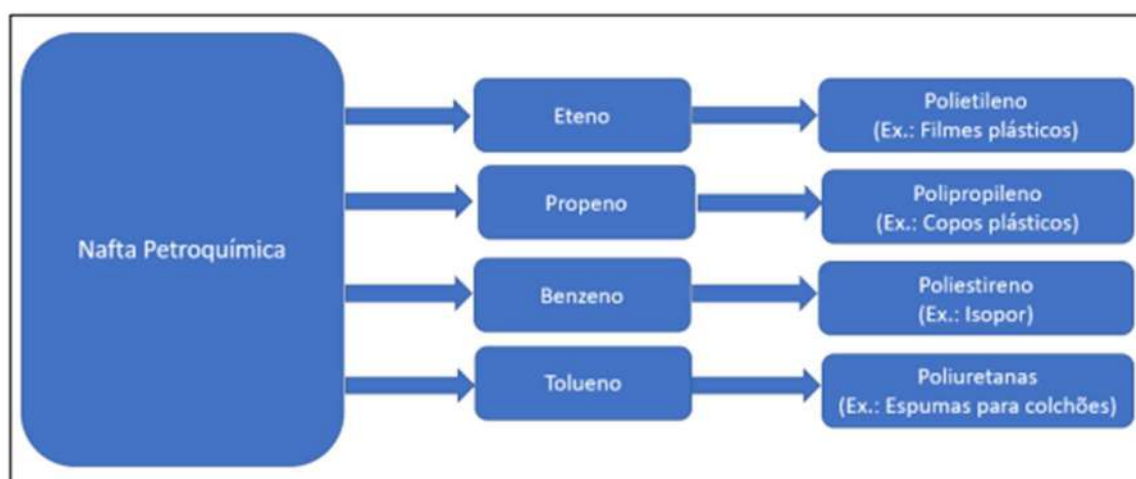 Nafta Petroquímica
Eteno
Polietileno
(Ex.: Filmes plásticos)
Propeno
Polipropileno
(Ex.: Copos plásticos)
Benzeno
Poliestireno
(Ex.: Isopor)
Tolueno
Poliuretanas
(Ex.: Espumas para colchões)